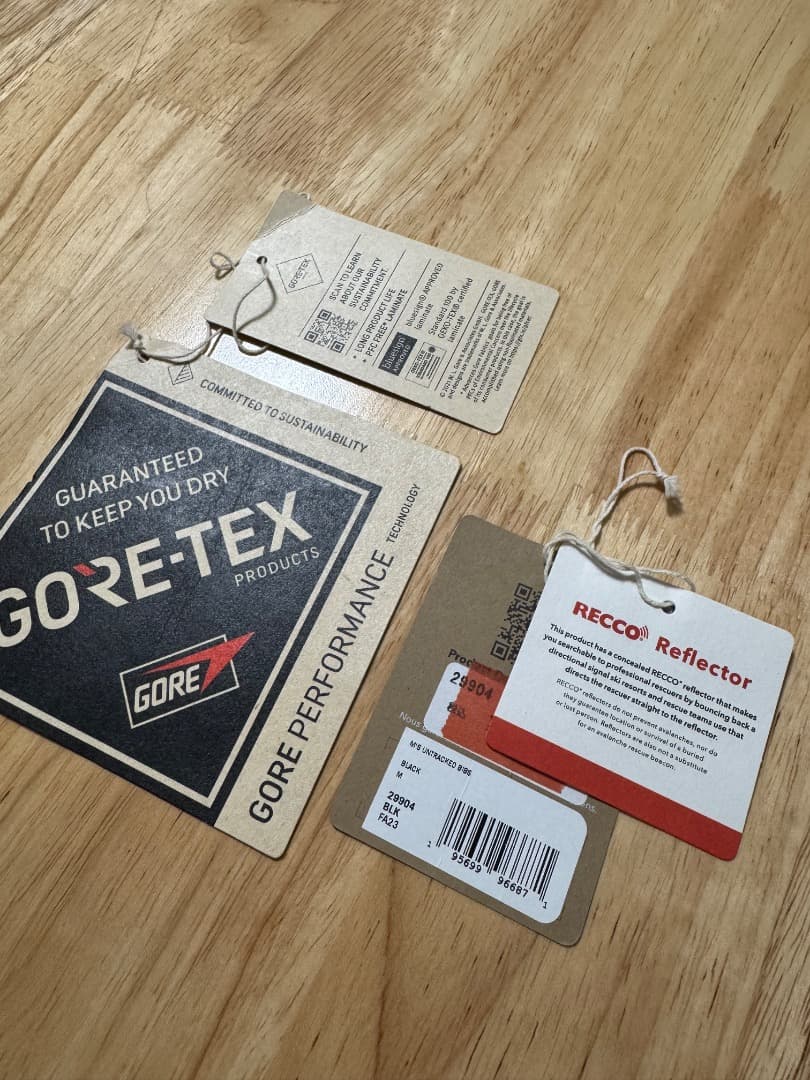 GORE-TEX
SCAN TO LEARN
ABOUT OUR
SUSTAINABILITY
COMMITMENT.
• LONG PRODUCT LIFE
• PFC FREE* LAMINATE
bluesign
APPROVED
bluesign® APPROVED
laminate
Standard 100 by
OEKO-TEX® certified
laminate
COMMITTED TO SUSTAINABILITY
GUARANTEED
TO KEEP YOU DRY
GORE-TEX
PRODUCTS
GORE
GORE PERFORMANCE TECHNOLOGY
RECCO Reflector
This product has a concealed RECCO® reflector that makes
you searchable to professional rescuers by bouncing back a
directional signal ski resorts and rescue teams use that
directs the rescuer straight to the reflector.
RECCO® reflectors do not prevent avalanches, nor do
they guarantee location or survival of a buried
or lost person. Reflectors are also not a substitute
for an avalanche rescue beacon.
29904
Nous
M'S UNTRACKED BIBS
BLACK
M
29904
BLK
FA23
1 95699 96687 1